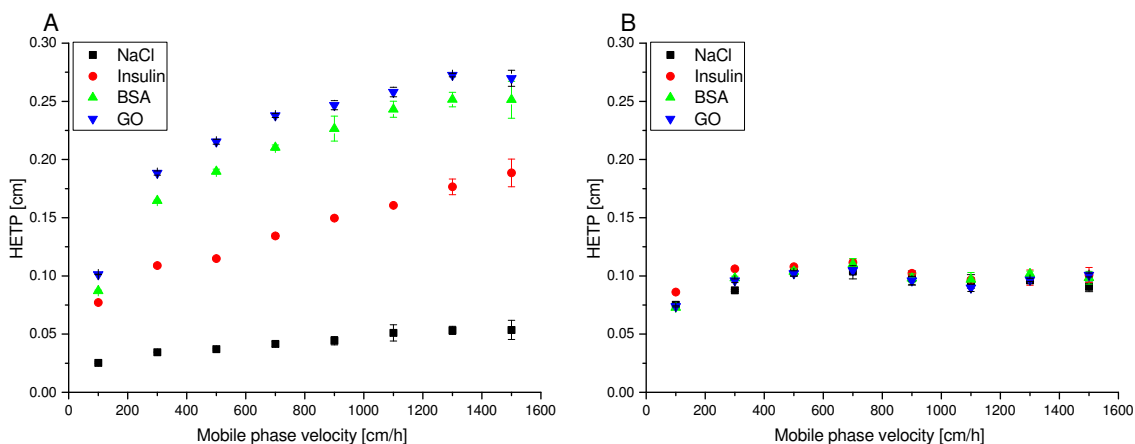 A
NaCl
Insulin
BSA
GO
HETP [cm]
0.30
0.25
0.20
0.15
0.10
0.05
0.00
0 200 400 600 800 1000 1200 1400 1600
Mobile phase velocity [cm/h]
B
NaCl
Insulin
BSA
GO
HETP [cm]
0.30
0.25
0.20
0.15
0.10
0.05
0.00
0 200 400 600 800 1000 1200 1400 1600
Mobile phase velocity [cm/h]